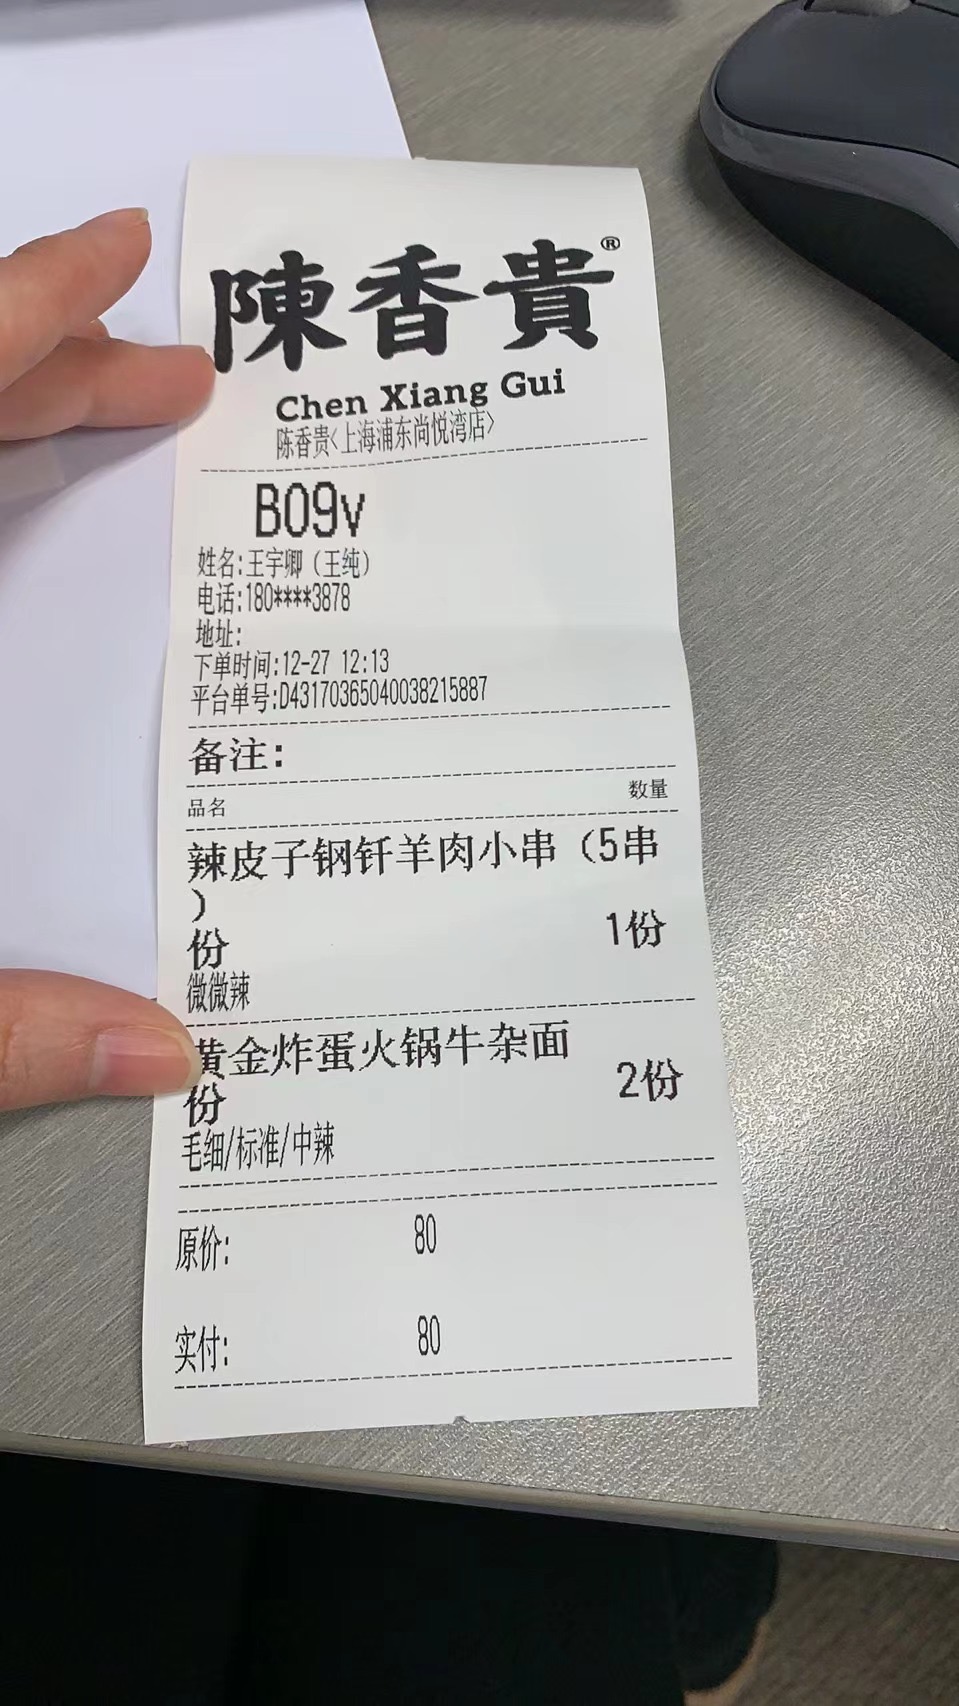 陳香貴®
Chen Xiang Gui
陈香贵<上海浦东尚悦湾店>
B09v
姓名:王宇卿（王纯）
电话:180****3878
地址:
下单时间:12-27 12:13
平台单号:D43170365040038215887
备注:
品名 数量
辣皮子钢钎羊肉小串（5串
）
份 1份
微微辣
黄金炸蛋火锅牛杂面
份 2份
毛细/标准/中辣
原价: 80
实付: 80